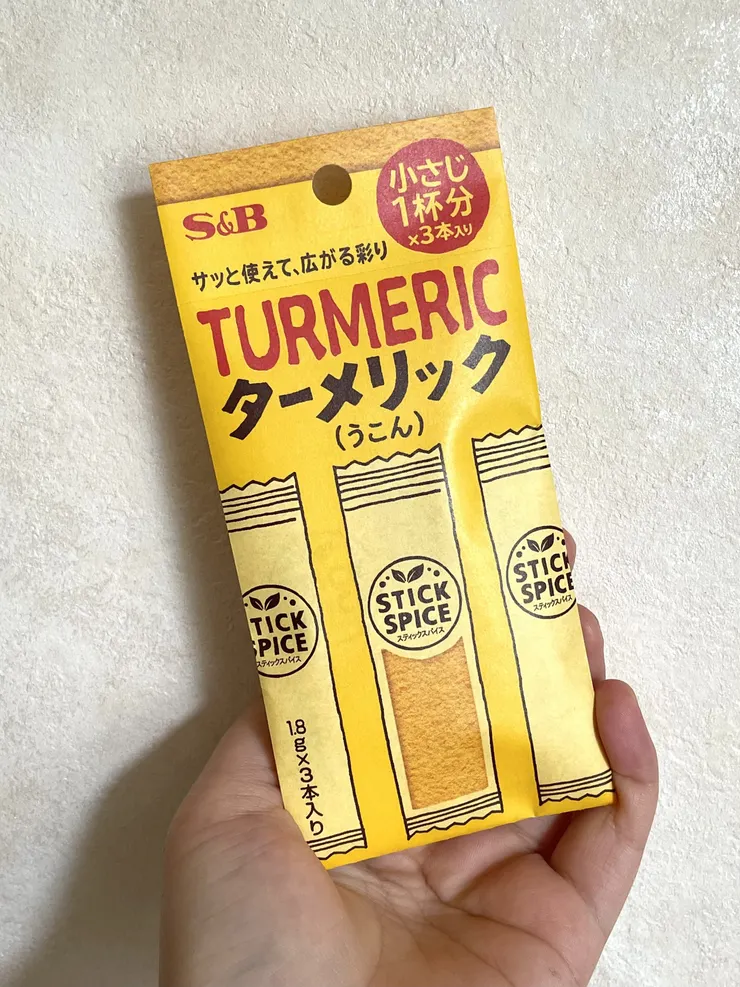 S&B
小さじ
1杯分
×3本入り
サッと使えて、広がる彩り
TURMERIC
ターメリック
(うこん)
STICK
SPICE
スティックスパイス
TICK
SPICE
スティックスパイス
STICK
SPICE
スティックスパイス
1.8g×3本入り